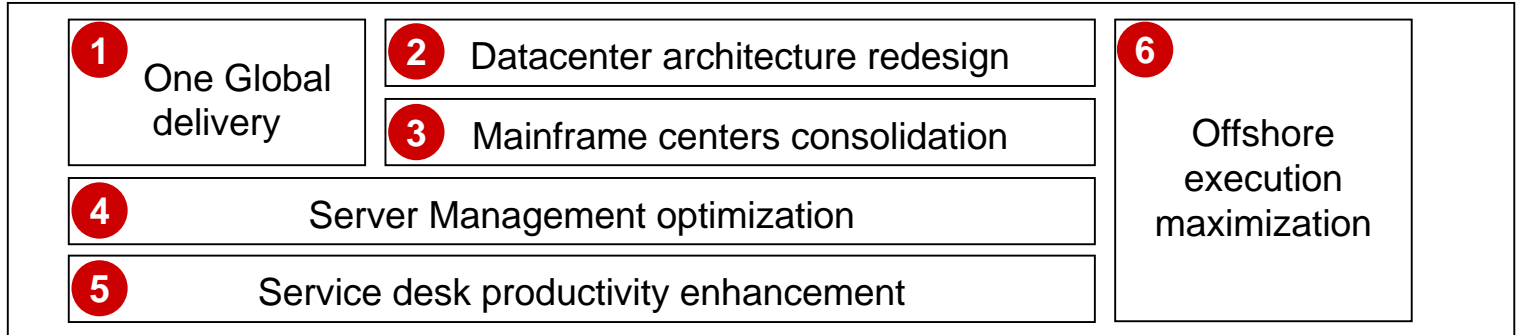 1
One Global
delivery
2
Datacenter architecture redesign
3
Mainframe centers consolidation
4
Server Management optimization
5
Service desk productivity enhancement
6
Offshore
execution
maximization